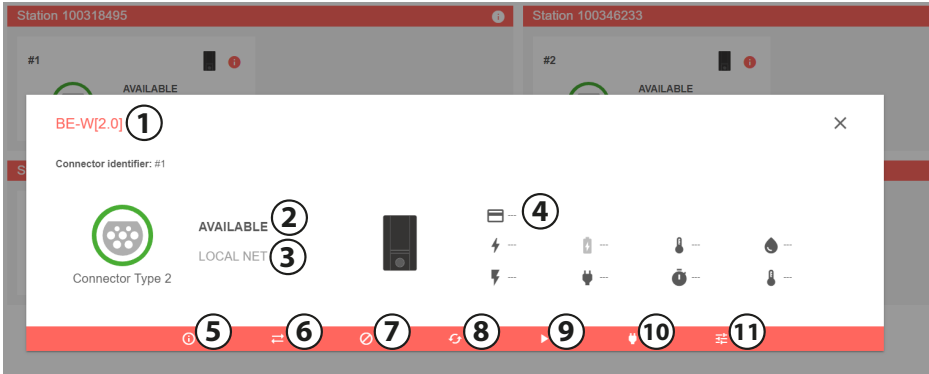 Station 100318495
Station 100346233
#1
#2
AVAILABLE
AVAILABLE
BE-W[2.0] 1
Connector identifier: #1
S
AVAILABLE 2
LOCAL NET 3
Connector Type 2
-- 4
-- -- -- --
-- -- -- --
5 6 7 8 9 10 11